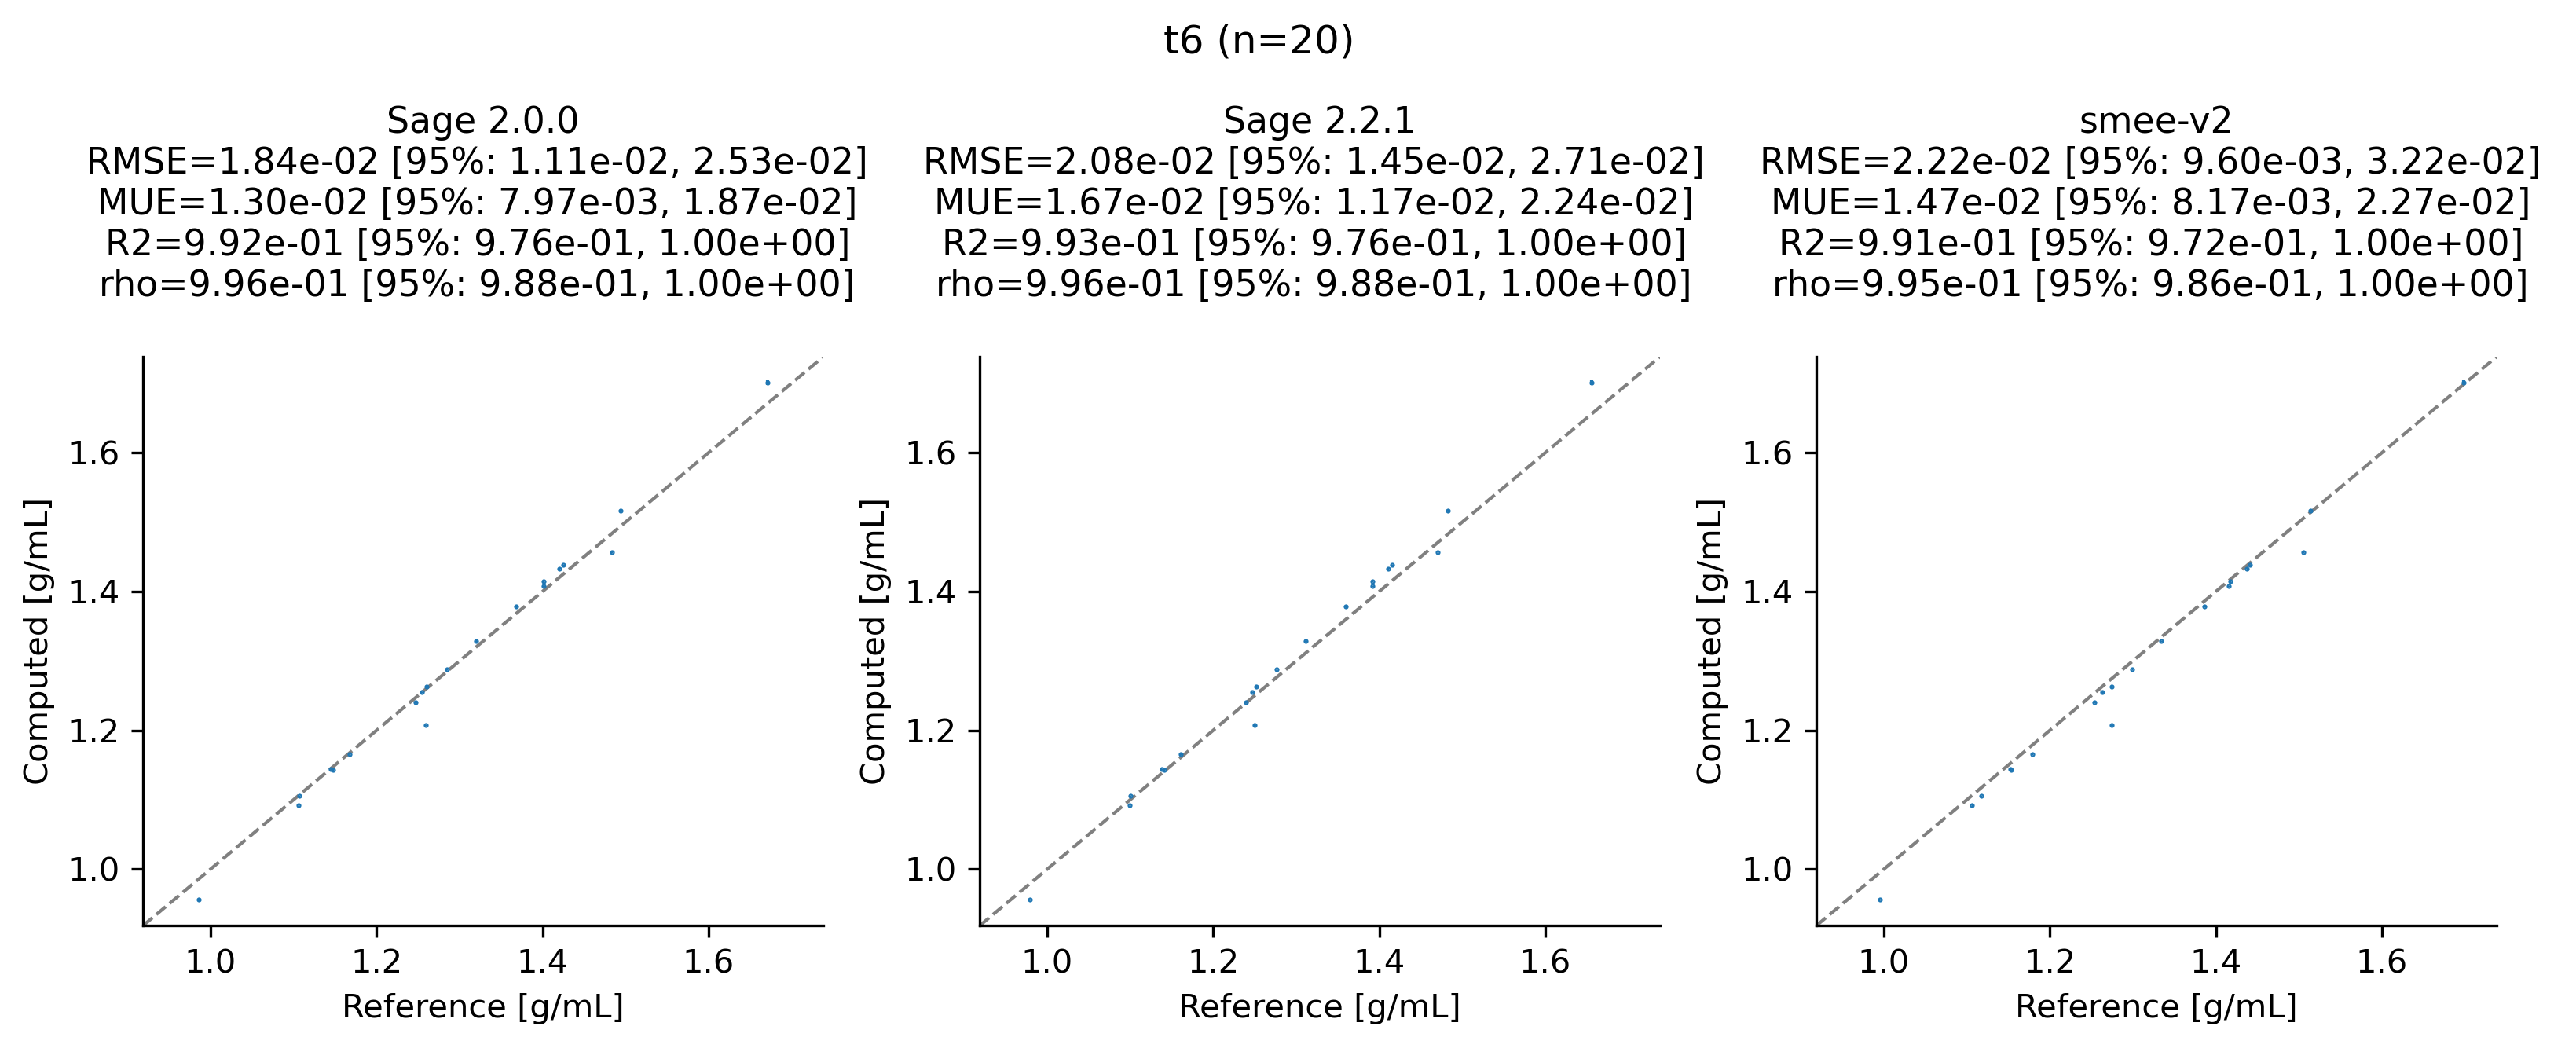 t6 (n=20)
Sage 2.0.0
RMSE=1.84e-02 [95%: 1.11e-02, 2.53e-02]
MUE=1.30e-02 [95%: 7.97e-03, 1.87e-02]
R2=9.92e-01 [95%: 9.76e-01, 1.00e+00]
rho=9.96e-01 [95%: 9.88e-01, 1.00e+00]
1.6
1.4
1.2
1.0
Computed [g/mL]
1.0 1.2 1.4 1.6
Reference [g/mL]
Sage 2.2.1
RMSE=2.08e-02 [95%: 1.45e-02, 2.71e-02]
MUE=1.67e-02 [95%: 1.17e-02, 2.24e-02]
R2=9.93e-01 [95%: 9.76e-01, 1.00e+00]
rho=9.96e-01 [95%: 9.88e-01, 1.00e+00]
1.6
1.4
1.2
1.0
Computed [g/mL]
1.0 1.2 1.4 1.6
Reference [g/mL]
smee-v2
RMSE=2.22e-02 [95%: 9.60e-03, 3.22e-02]
MUE=1.47e-02 [95%: 8.17e-03, 2.27e-02]
R2=9.91e-01 [95%: 9.72e-01, 1.00e+00]
rho=9.95e-01 [95%: 9.86e-01, 1.00e+00]
1.6
1.4
1.2
1.0
Computed [g/mL]
1.0 1.2 1.4 1.6
Reference [g/mL]